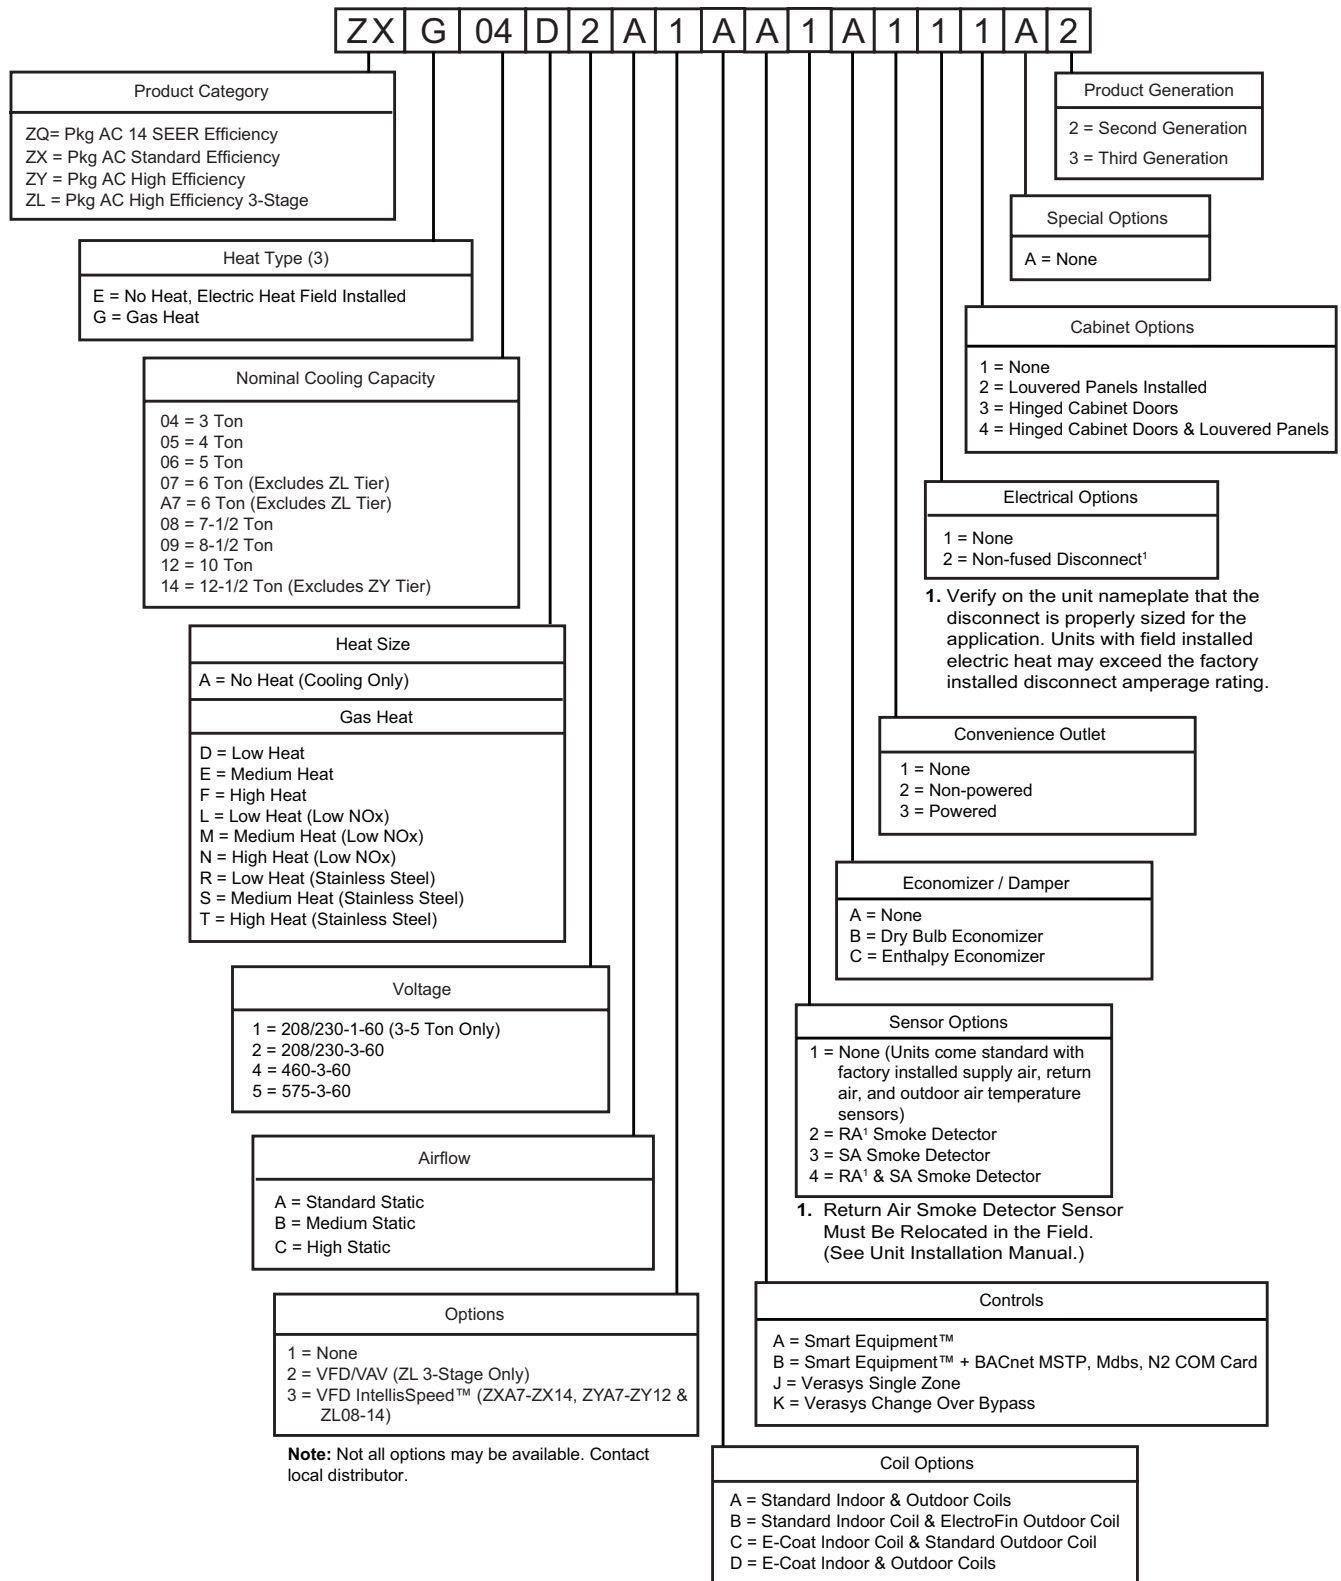 ZX G 04 D 2 A 1 A A 1 A 1 1 1 A 2
Product Category
ZQ= Pkg AC 14 SEER Efficiency
ZX = Pkg AC Standard Efficiency
ZY = Pkg AC High Efficiency
ZL = Pkg AC High Efficiency 3-Stage
Heat Type (3)
E = No Heat, Electric Heat Field Installed
G = Gas Heat
Nominal Cooling Capacity
04 = 3 Ton
05 = 4 Ton
06 = 5 Ton
07 = 6 Ton (Excludes ZL Tier)
A7 = 6 Ton (Excludes ZL Tier)
08 = 7-1/2 Ton
09 = 8-1/2 Ton
12 = 10 Ton
14 = 12-1/2 Ton (Excludes ZY Tier)
Heat Size
A = No Heat (Cooling Only)
Gas Heat
D = Low Heat
E = Medium Heat
F = High Heat
L = Low Heat (Low NOx)
M = Medium Heat (Low NOx)
N = High Heat (Low NOx)
R = Low Heat (Stainless Steel)
S = Medium Heat (Stainless Steel)
T = High Heat (Stainless Steel)
Voltage
1 = 208/230-1-60 (3-5 Ton Only)
2 = 208/230-3-60
4 = 460-3-60
5 = 575-3-60
Airflow
A = Standard Static
B = Medium Static
C = High Static
Options
1 = None
2 = VFD/VAV (ZL 3-Stage Only)
3 = VFD IntellisSpeed™ (ZXA7-ZX14, ZYA7-ZY12 &
ZL08-14)
Note: Not all options may be available. Contact
local distributor.
Product Generation
2 = Second Generation
3 = Third Generation
Special Options
A = None
Cabinet Options
1 = None
2 = Louvered Panels Installed
3 = Hinged Cabinet Doors
4 = Hinged Cabinet Doors & Louvered Panels
Electrical Options
1 = None
2 = Non-fused Disconnect¹
1. Verify on the unit nameplate that the
disconnect is properly sized for the
application. Units with field installed
electric heat may exceed the factory
installed disconnect amperage rating.
Convenience Outlet
1 = None
2 = Non-powered
3 = Powered
Economizer / Damper
A = None
B = Dry Bulb Economizer
C = Enthalpy Economizer
Sensor Options
1 = None (Units come standard with
factory installed supply air, return
air, and outdoor air temperature
sensors)
2 = RA¹ Smoke Detector
3 = SA Smoke Detector
4 = RA¹ & SA Smoke Detector
1. Return Air Smoke Detector Sensor
Must Be Relocated in the Field.
(See Unit Installation Manual.)
Controls
A = Smart Equipment™
B = Smart Equipment™ + BACnet MSTP, Mdbs, N2 COM Card
J = Verasys Single Zone
K = Verasys Change Over Bypass
Coil Options
A = Standard Indoor & Outdoor Coils
B = Standard Indoor Coil & ElectroFin Outdoor Coil
C = E-Coat Indoor Coil & Standard Outdoor Coil
D = E-Coat Indoor & Outdoor Coils